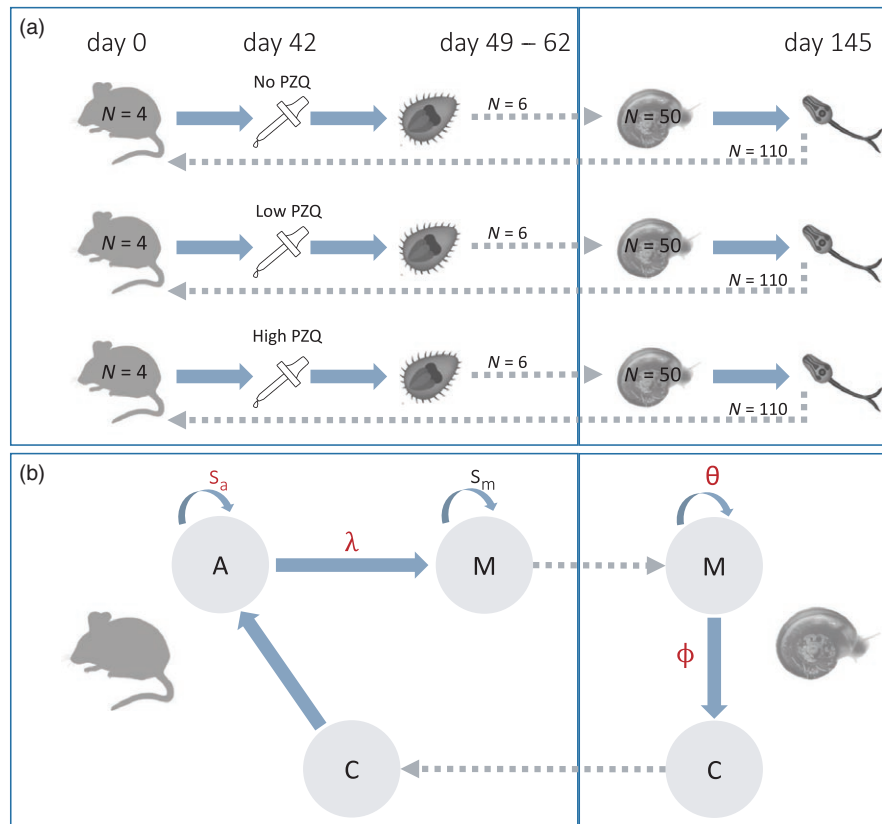 (a)
day 0 day 42 day 49 – 62 day 145
No PZQ
N = 4 N = 6 N = 50
N = 110
Low PZQ
N = 4 N = 6 N = 50
N = 110
High PZQ
N = 4 N = 6 N = 50
N = 110
(b)
Sa Sm θ
λ
A M M
ϕ
C C